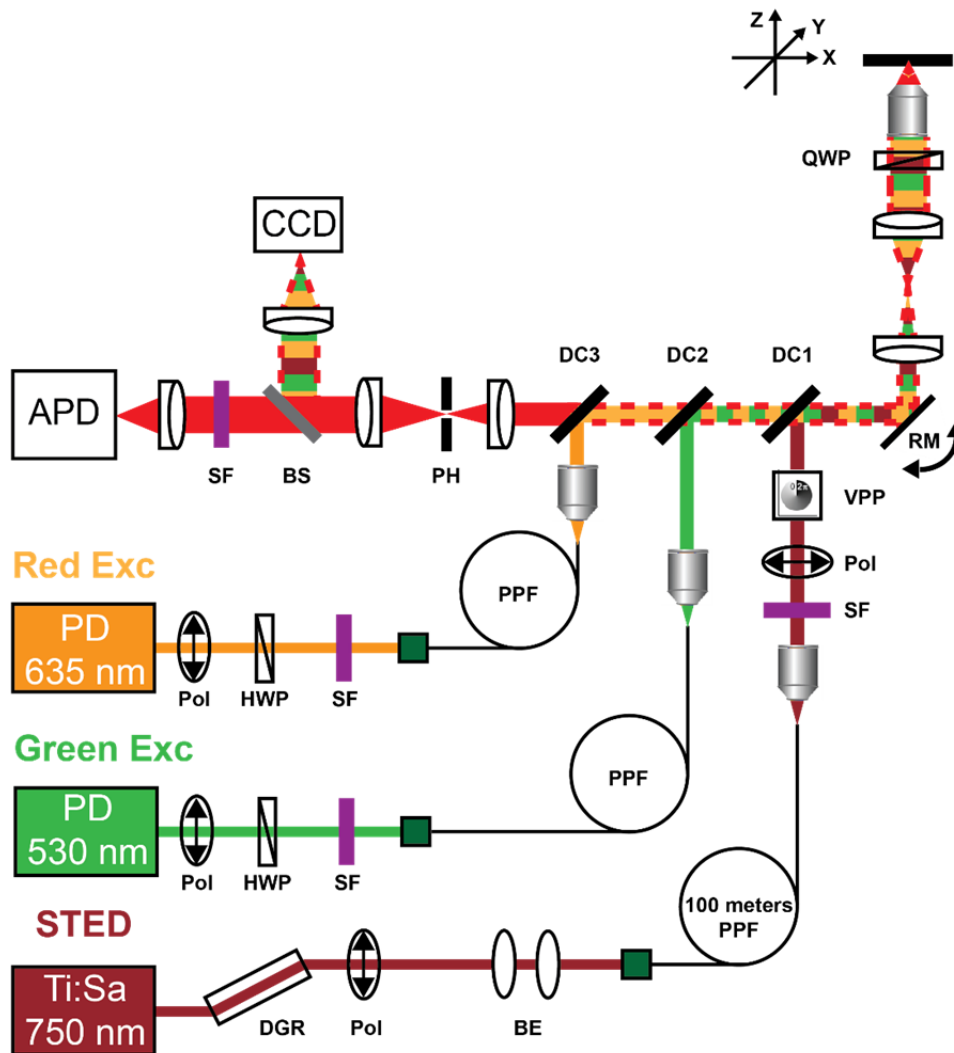 Z
Y
X
QWP
CCD
DC3
DC2
DC1
APD
RM
SF
BS
PH
VPP
Red Exc
PPF
Pol
PD
635 nm
SF
Pol
HWP
SF
Green Exc
PPF
PD
530 nm
Pol
HWP
SF
STED
100 meters
PPF
Ti:Sa
750 nm
DGR
Pol
BE